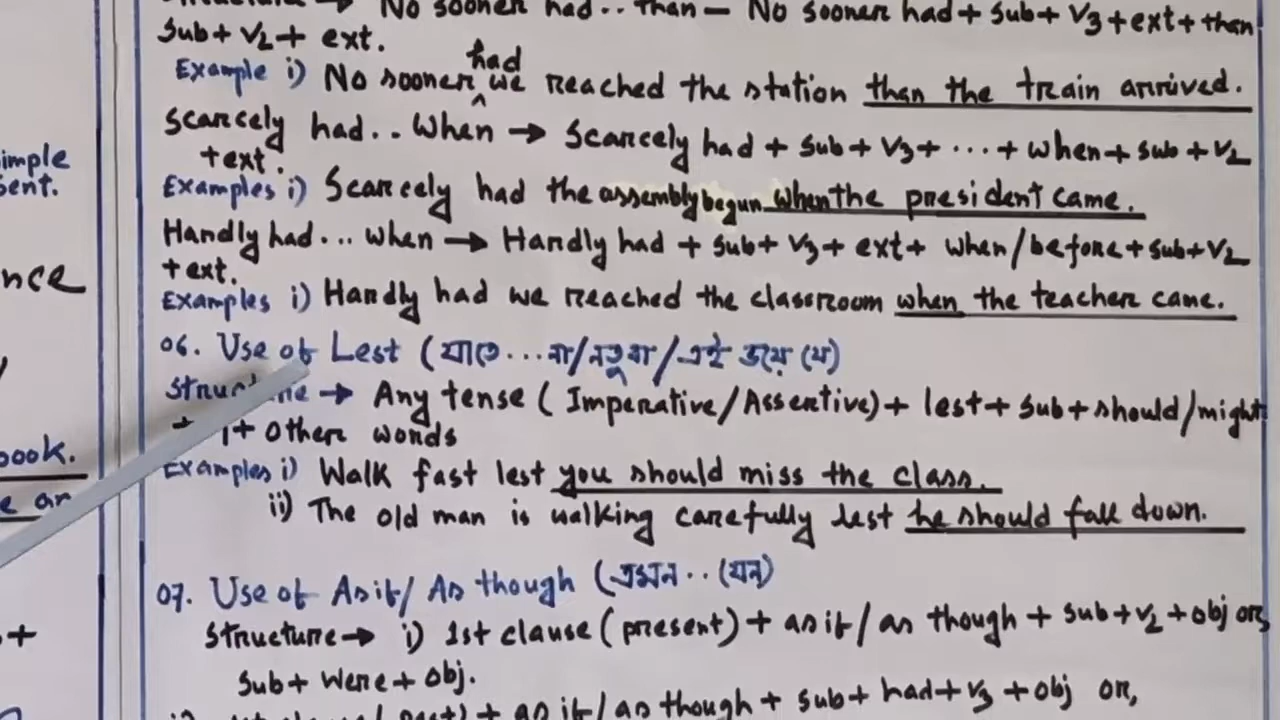 No sooner had.. than — No sooner had + sub + V3 + ext + than
sub + V2 + ext.
Example i) No sooner had we reached the station than the train arrived.
Scarcely had.. when → Scarcely had + sub + V3 + ... + when + sub + V2
+ ext.
Examples i) Scarcely had the assembly begun when the president came.
Hardly had... when → Hardly had + sub + V3 + ext + when/before + sub + V2
+ ext.
Examples i) Hardly had we reached the classroom when the teacher came.
06. Use of Lest (যাতে ... না/নতুবা/এই ভয়ে যে)
→ Any tense (Imperative/Assertive) + lest + sub + should/might
+ other words
Examples i) Walk fast lest you should miss the class.
ii) The old man is walking carefully lest he should fall down.
07. Use of As if/ As though (এমন .. যেন)
Structure → i) 1st clause (present) + as if/ as though + sub + V2 + obj or,
sub + were + obj.
+ as if/as though + sub + had + V3 + obj or,
simple
sent.
nce
book.